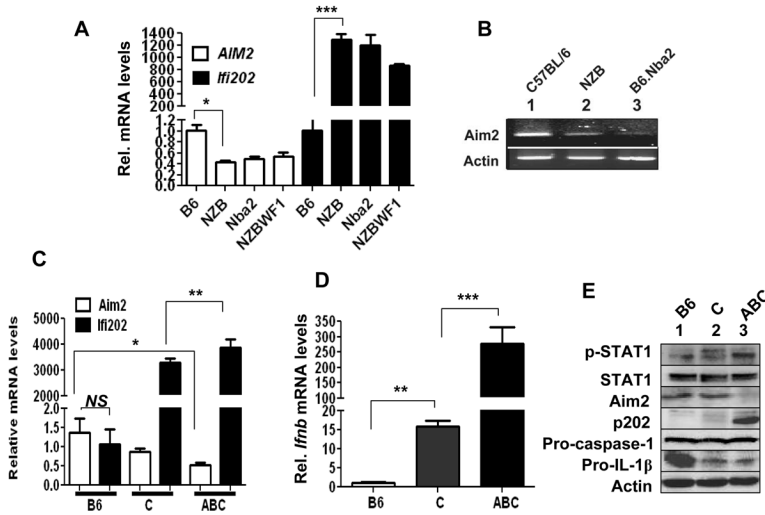 A
AIM2
Ifi202
Rel. mRNA levels
1400
1200
1000
800
600
400
200
1.2
1.0
0.8
0.6
0.4
0.2
0.0
*
***
B6
NZB
Nba2
NZBWF1
B6
NZB
Nba2
NZBWF1
B
C57BL/6
NZB
B6.Nba2
1 2 3
Aim2
Actin
C
Aim2
Ifi202
Relative mRNA levels
5000
4000
3000
2000
2.0
1.5
1.0
0.5
0.0
NS
*
**
B6 C ABC
D
Rel. Ifnb mRNA levels
350
300
250
200
150
100
50
20
15
10
5
0
**
***
B6 C ABC
E
B6 C ABC
1 2 3
p-STAT1
STAT1
Aim2
p202
Pro-caspase-1
Pro-IL-1β
Actin